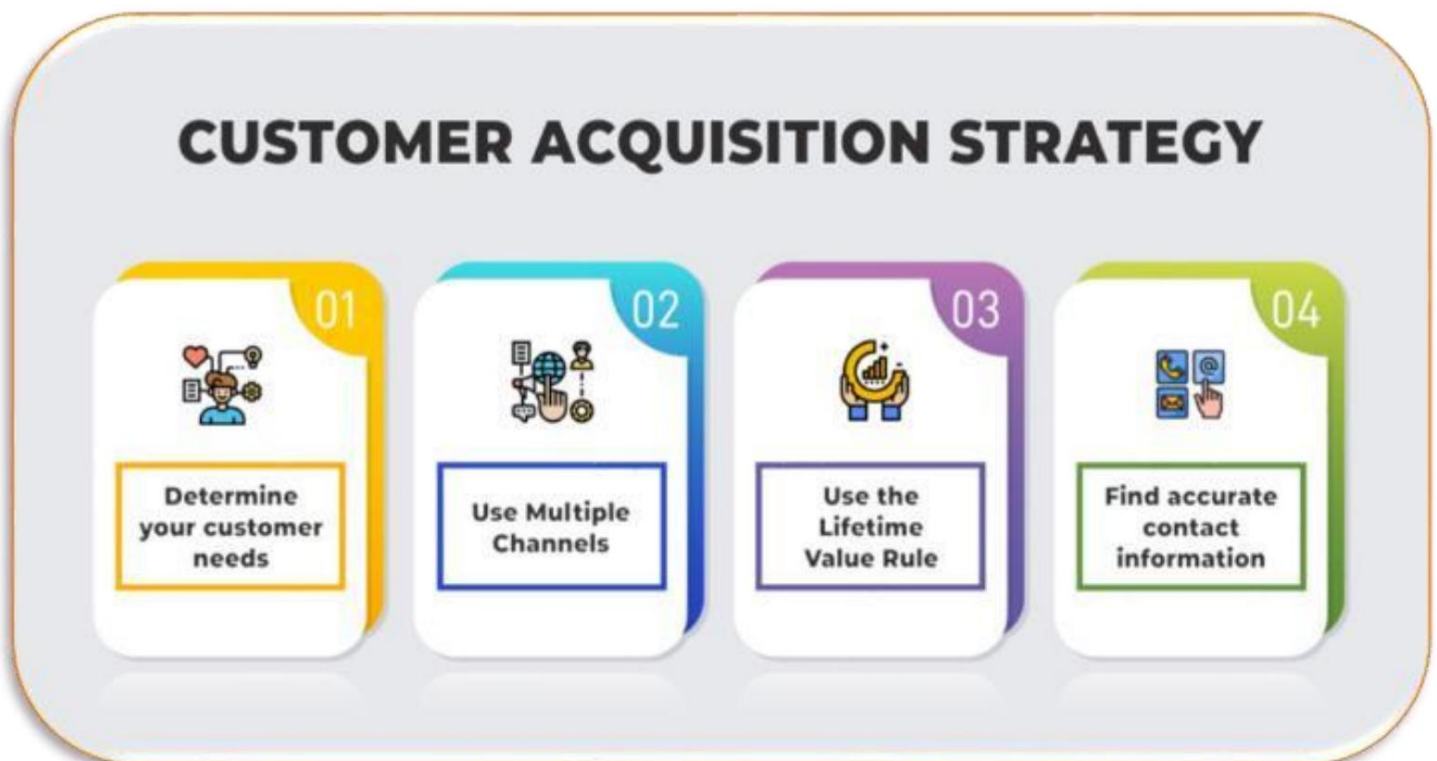 CUSTOMER ACQUISITION STRATEGY
01
Determine
your customer
needs
02
Use Multiple
Channels
03
Use the
Lifetime
Value Rule
04
@
Find accurate
contact
information